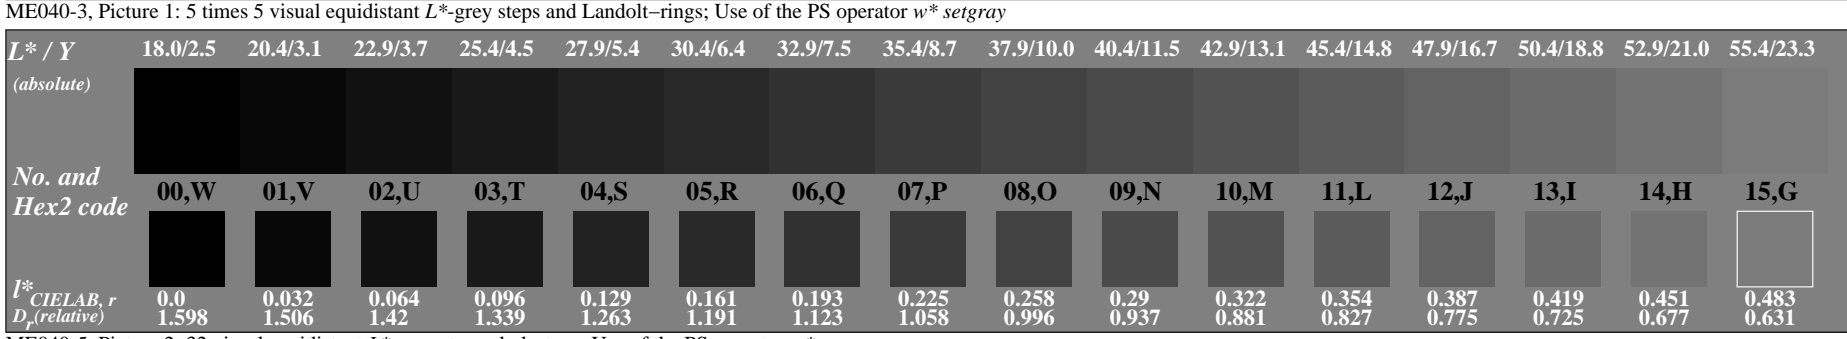 ME040-3, Picture 1: 5 times 5 visual equidistant L*-grey steps and Landolt-rings; Use of the PS operator w* setgray
L* / Y 18.0/2.5 20.4/3.1 22.9/3.7 25.4/4.5 27.9/5.4 30.4/6.4 32.9/7.5 35.4/8.7 37.9/10.0 40.4/11.5 42.9/13.1 45.4/14.8 47.9/16.7 50.4/18.8 52.9/21.0 55.4/23.3
(absolute)
No. and
Hex2 code
00,W 01,V 02,U 03,T 04,S 05,R 06,Q 07,P 08,O 09,N 10,M 11,L 12,J 13,I 14,H 15,G
l*CIELAB, r 0.0 0.032 0.064 0.096 0.129 0.161 0.193 0.225 0.258 0.29 0.322 0.354 0.387 0.419 0.451 0.483
Dr(relative) 1.598 1.506 1.42 1.339 1.263 1.191 1.123 1.058 0.996 0.937 0.881 0.827 0.775 0.725 0.677 0.631